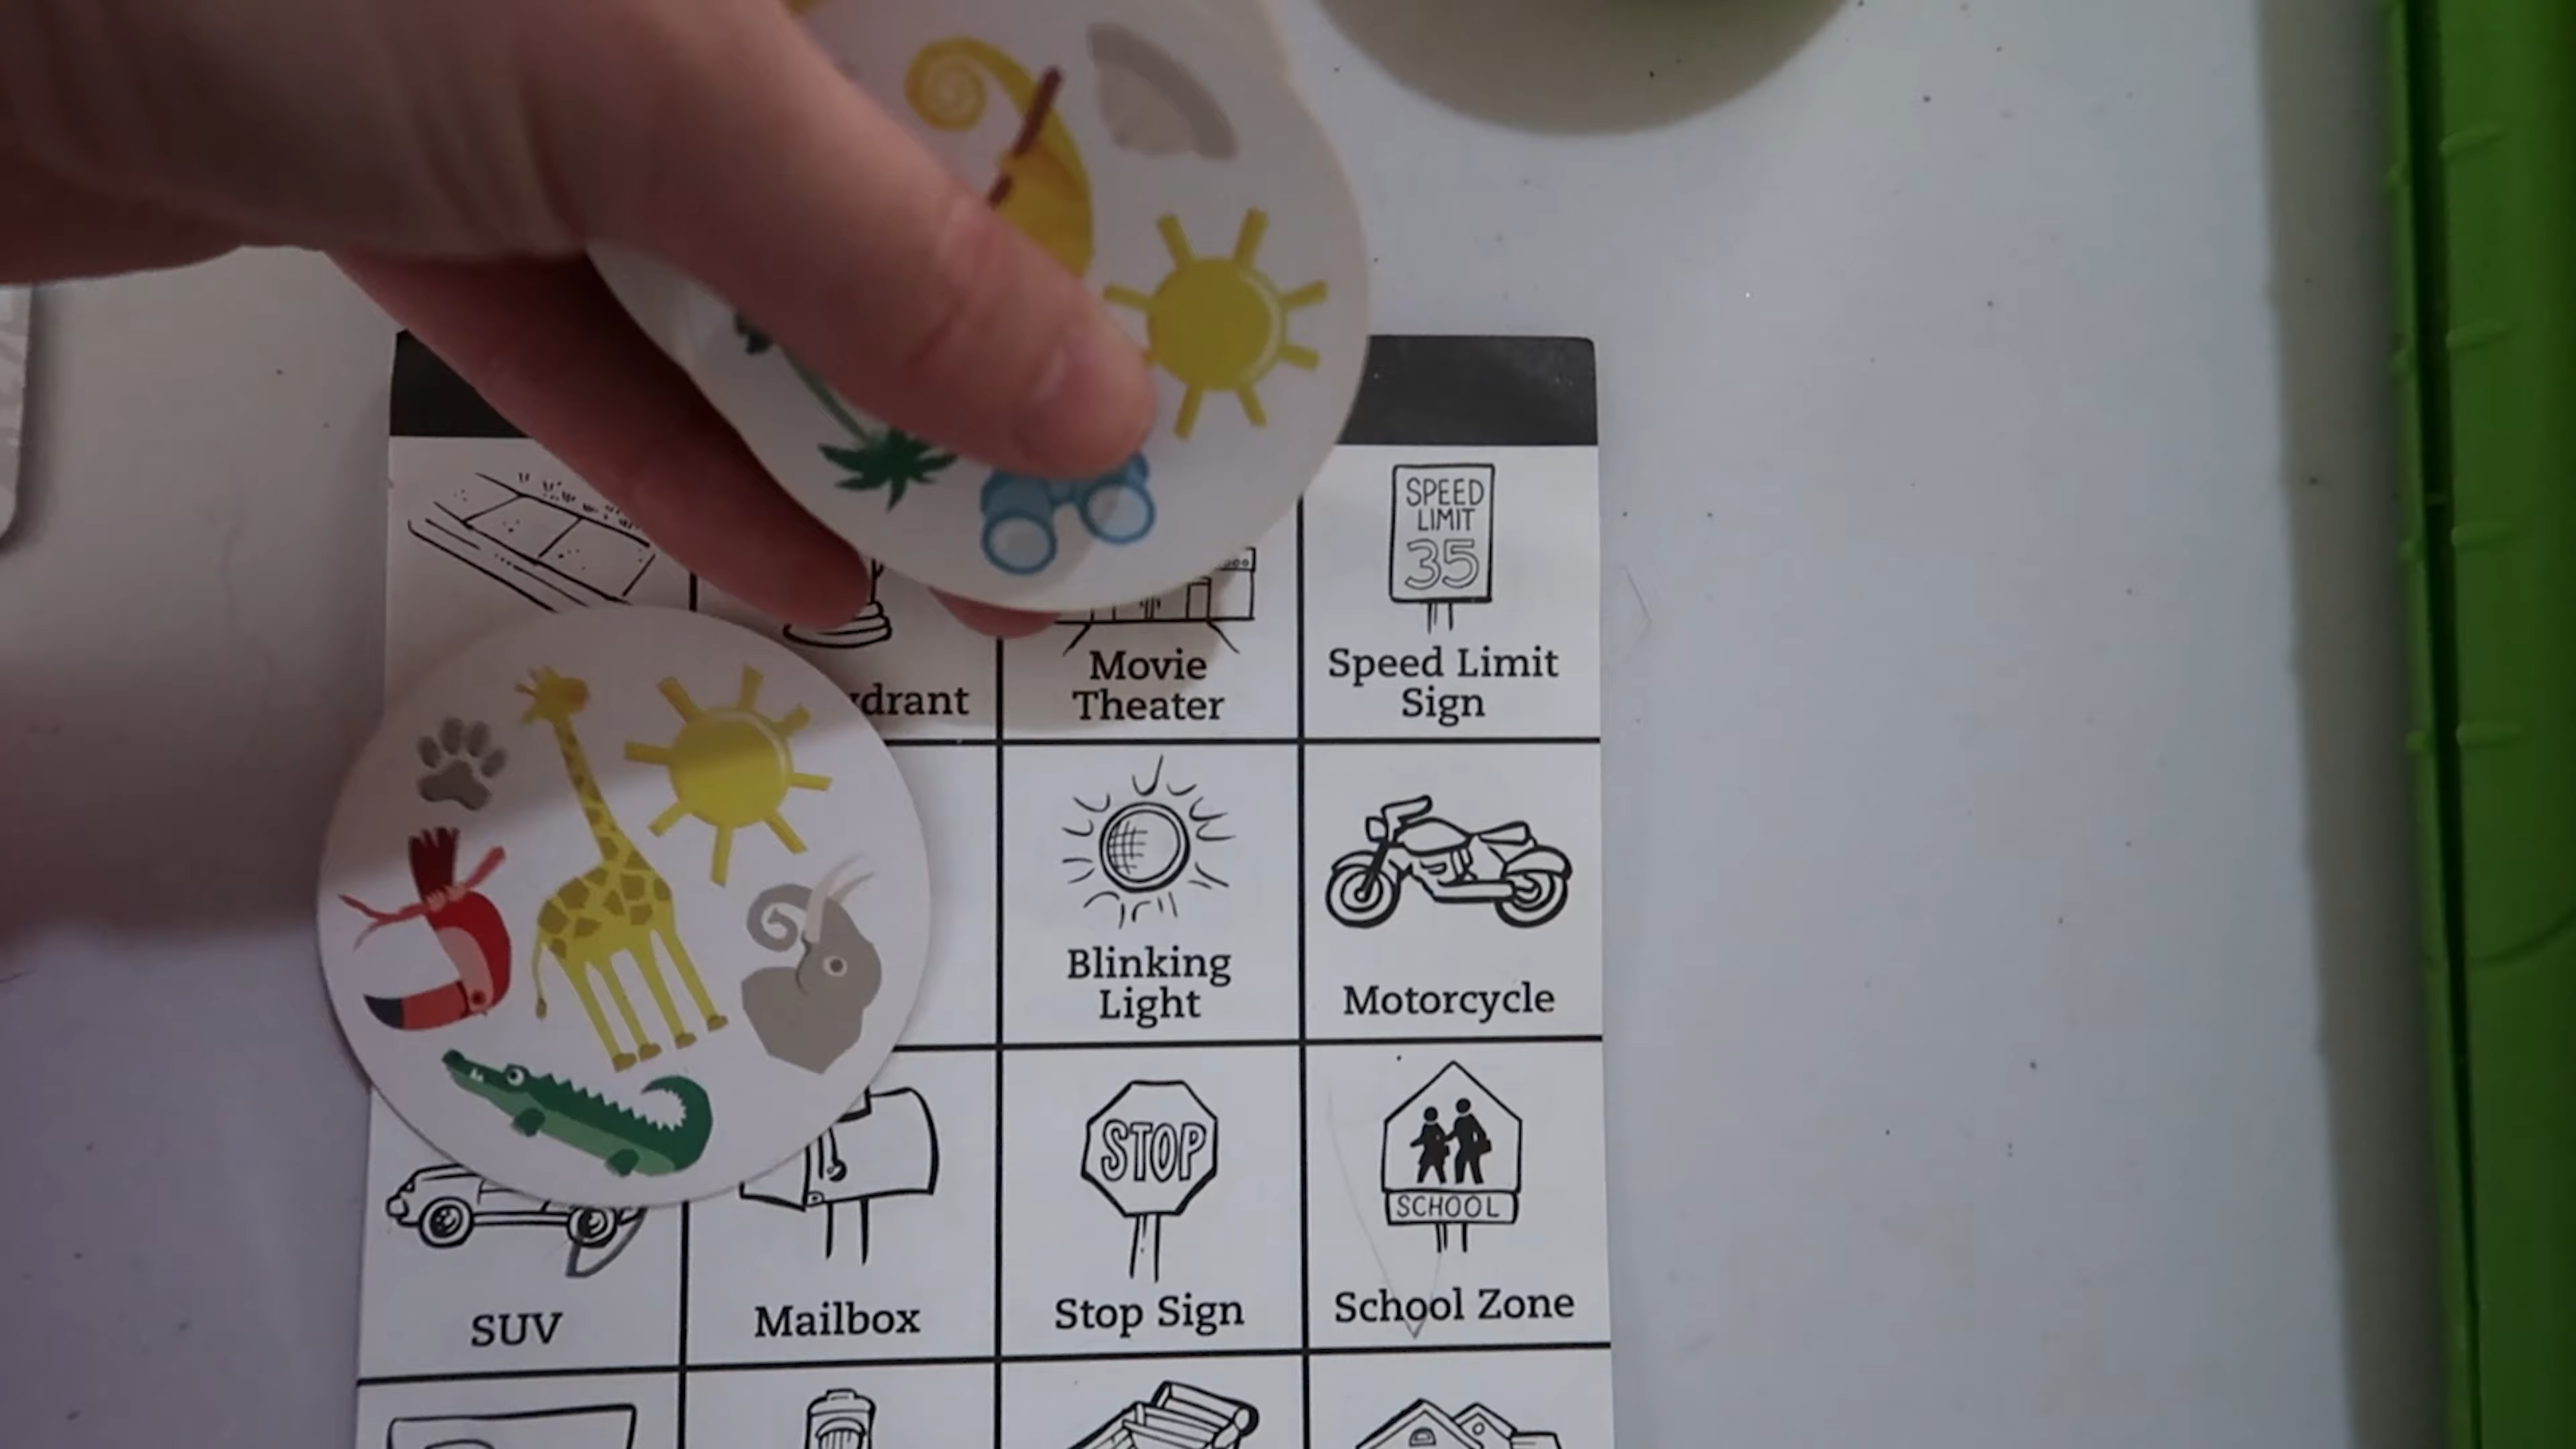 SPEED
LIMIT
35
drant
Movie
Theater
Speed Limit
Sign
Blinking
Light
Motorcycle
STOP
SCHOOL
SUV
Mailbox
Stop Sign
School Zone